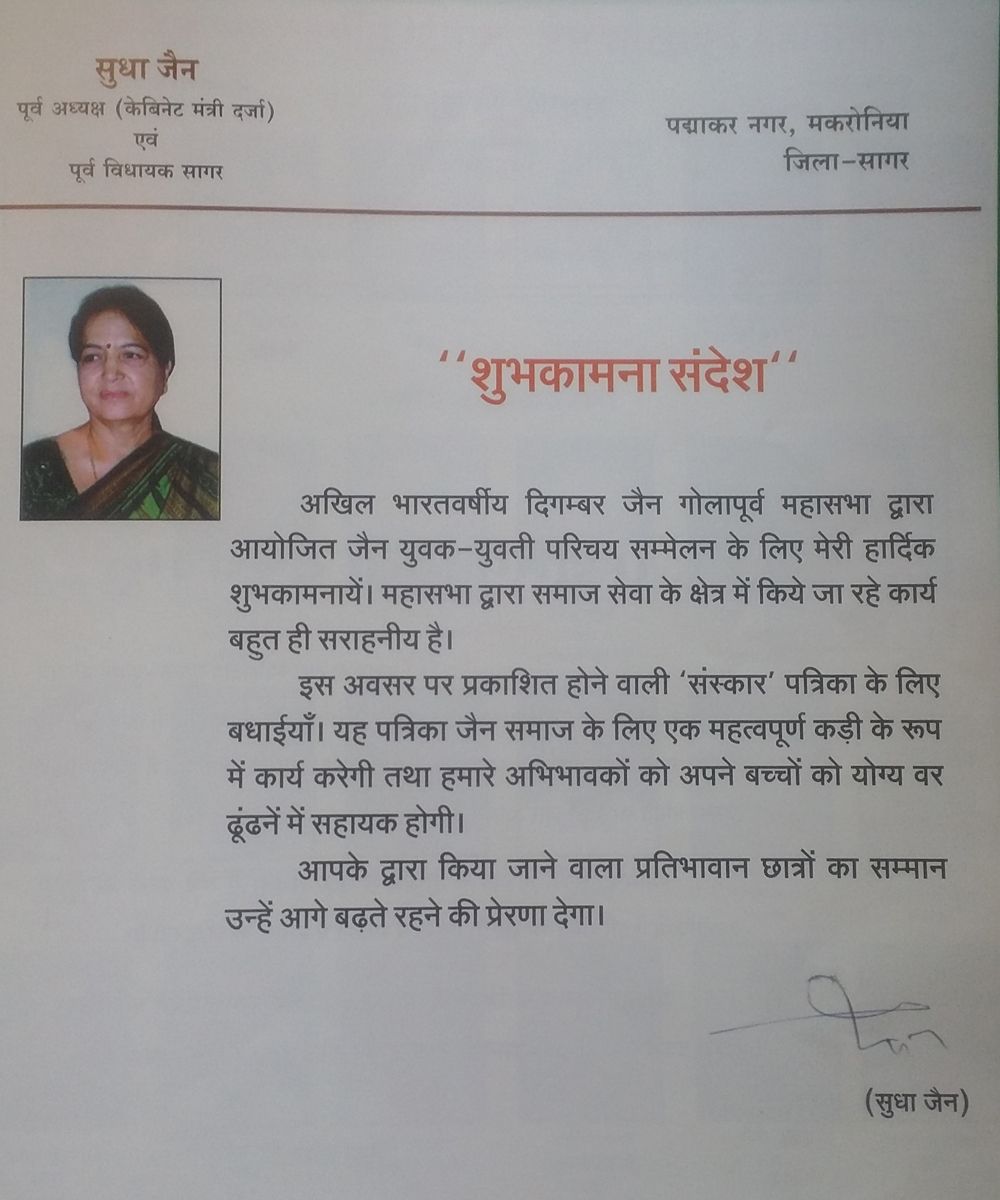 सुधा जैन
पूर्व अध्यक्ष (केबिनेट मंत्री दर्जा)
एवं
पूर्व विधायक सागर
पद्माकर नगर, मकरोनिया
जिला-सागर
‘‘शुभकामना संदेश‘‘
अखिल भारतवर्षीय दिगम्बर जैन गोलापूर्व महासभा द्वारा
आयोजित जैन युवक-युवती परिचय सम्मेलन के लिए मेरी हार्दिक
शुभकामनायें। महासभा द्वारा समाज सेवा के क्षेत्र में किये जा रहे कार्य
बहुत ही सराहनीय है।
इस अवसर पर प्रकाशित होने वाली ‘संस्कार’ पत्रिका के लिए
बधाईयाँ। यह पत्रिका जैन समाज के लिए एक महत्वपूर्ण कड़ी के रूप
में कार्य करेगी तथा हमारे अभिभावकों को अपने बच्चों को योग्य वर
ढूंढनें में सहायक होगी।
आपके द्वारा किया जाने वाला प्रतिभावान छात्रों का सम्मान
उन्हें आगे बढ़ते रहने की प्रेरणा देगा।
(सुधा जैन)